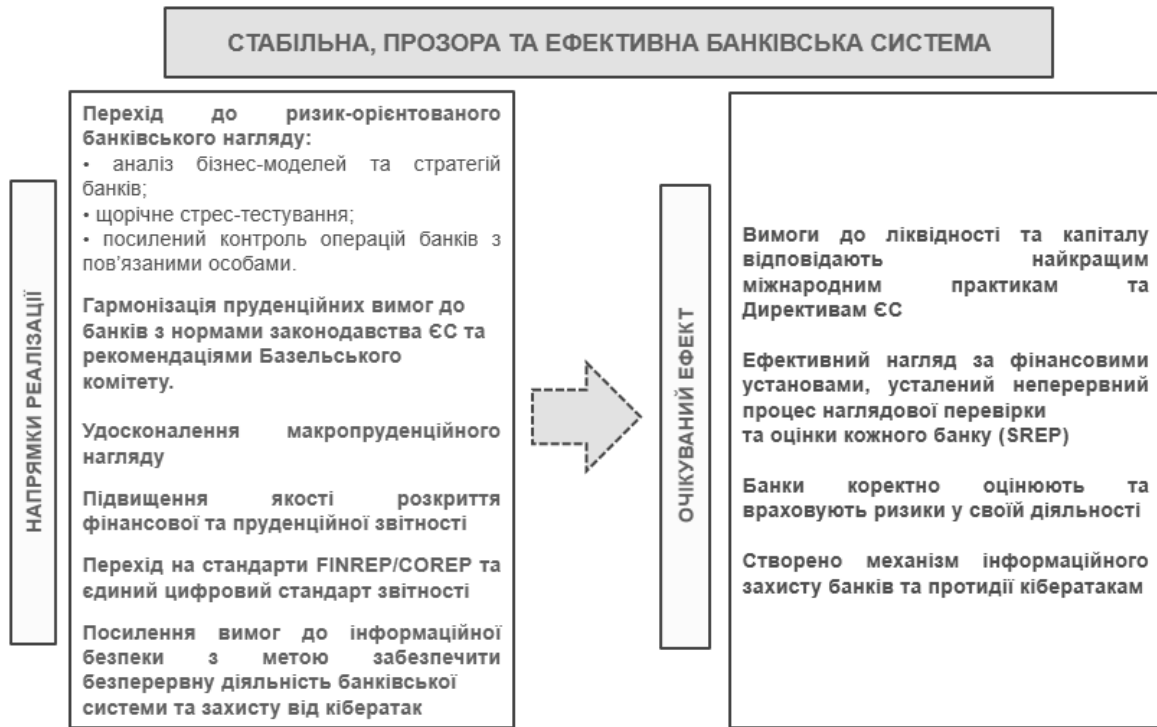 СТАБІЛЬНА, ПРОЗОРА ТА ЕФЕКТИВНА БАНКІВСЬКА СИСТЕМА
НАПРЯМКИ РЕАЛІЗАЦІЇ
Перехід до ризик-орієнтованого
банківського нагляду:
• аналіз бізнес-моделей та стратегій
банків;
• щорічне стрес-тестування;
• посилений контроль операцій банків з
пов’язаними особами.
Гармонізація пруденційних вимог до
банків з нормами законодавства ЄС та
рекомендаціями Базельського
комітету.
Удосконалення макропруденційного
нагляду
Підвищення якості розкриття
фінансової та пруденційної звітності
Перехід на стандарти FINREP/COREP та
єдиний цифровий стандарт звітності
Посилення вимог до інформаційної
безпеки з метою забезпечити
безперервну діяльність банківської
системи та захисту від кібератак
ОЧІКУВАНИЙ ЕФЕКТ
Вимоги до ліквідності та капіталу
відповідають найкращим
міжнародним практикам та
Директивам ЄС
Ефективний нагляд за фінансовими
установами, усталений неперервний
процес наглядової перевірки
та оцінки кожного банку (SREP)
Банки коректно оцінюють та
враховують ризики у своїй діяльності
Створено механізм інформаційного
захисту банків та протидії кібератакам